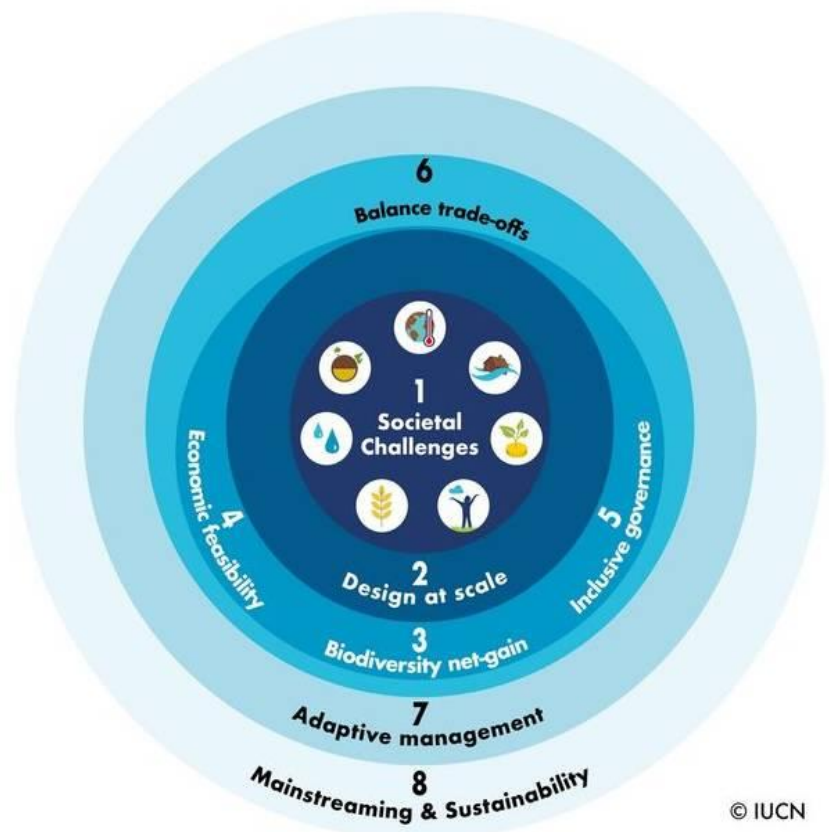 6
Balance trade-offs
1
Societal
Challenges
4
Economic feasibility
5
Inclusive governance
2
Design at scale
3
Biodiversity net-gain
7
Adaptive management
8
Mainstreaming & Sustainability
© IUCN